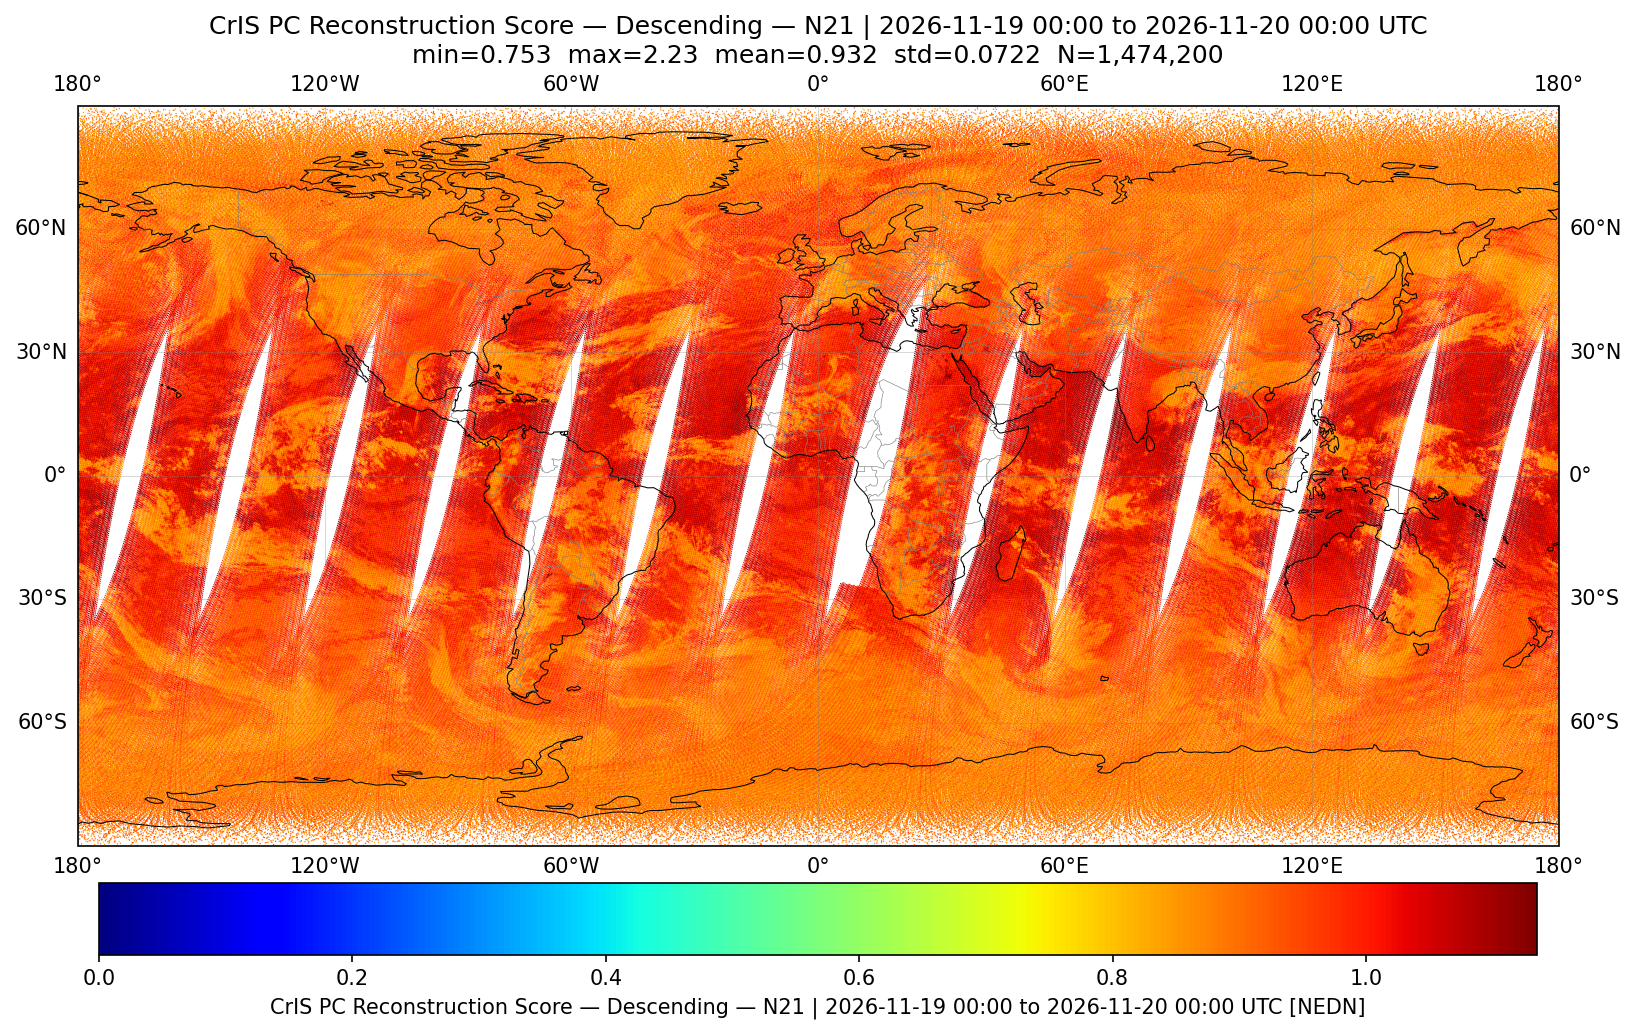 CrIS PC Reconstruction Score — Descending — N21 | 2026-11-19 00:00 to 2026-11-20 00:00 UTC
min=0.753 max=2.23 mean=0.932 std=0.0722 N=1,474,200
180° 120°W 60°W 0° 60°E 120°E 180°
60°N 60°N
30°N 30°N
0° 0°
30°S 30°S
60°S 60°S
180° 120°W 60°W 0° 60°E 120°E 180°
0.0 0.2 0.4 0.6 0.8 1.0
CrIS PC Reconstruction Score — Descending — N21 | 2026-11-19 00:00 to 2026-11-20 00:00 UTC [NEDN]